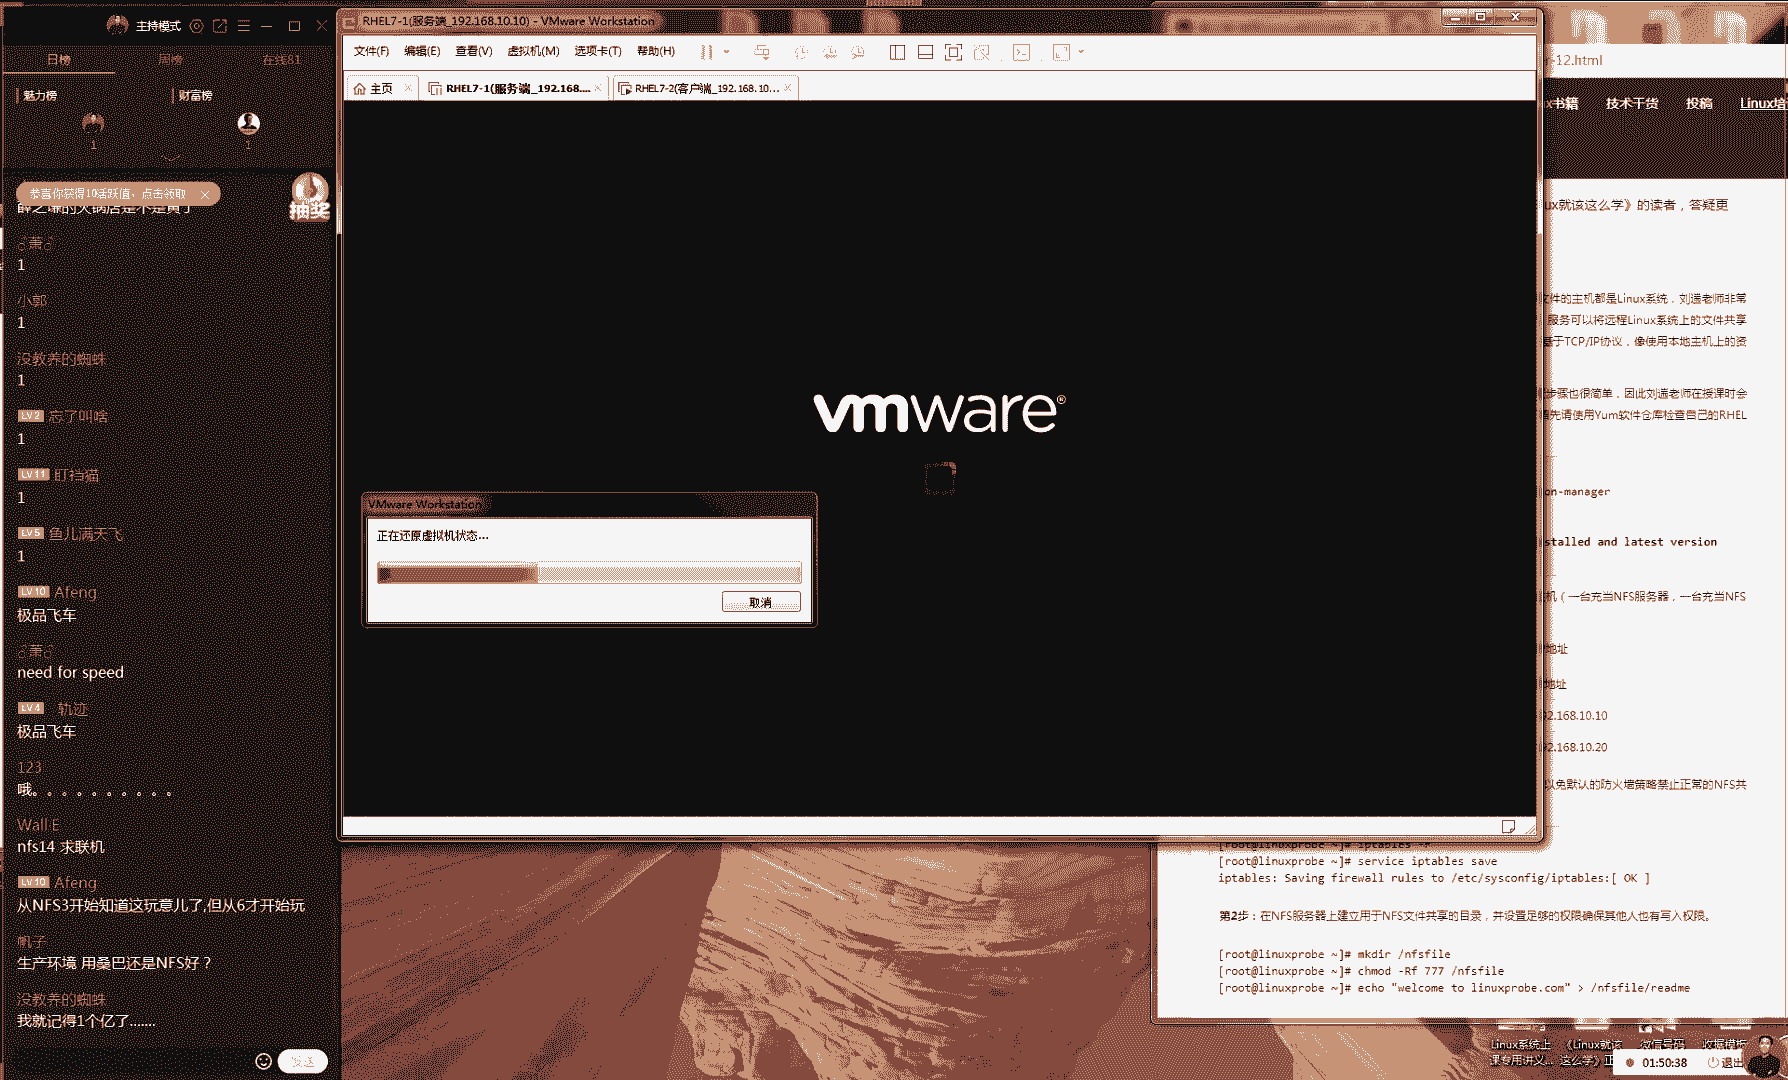 主持模式
日榜 周榜 在线81
魅力榜 财富榜
1 1
恭喜你获得10活跃值，点击领取
薛之谦的火锅店是不是黄了
抽奖
♂萧♂
1
小郭
1
没教养的蜘蛛
1
LV2 忘了叫啥
1
LV11 盯裆猫
1
LV5 鱼儿满天飞
1
LV10 Afeng
极品飞车
♂萧♂
need for speed
LV4 轨迹
极品飞车
123
哦。。。。。。。。。。
Wall E
nfs14 求联机
LV10 Afeng
从NFS3开始知道这玩意儿了,但从6才开始玩
帆子
生产环境 用桑巴还是NFS好？
没教养的蜘蛛
我就记得1个亿了.......
发送
RHEL7-1(服务端_192.168.10.10) - VMware Workstation
文件(F) 编辑(E) 查看(V) 虚拟机(M) 选项卡(T) 帮助(H)
主页 RHEL7-1(服务端_192.168.... RHEL7-2(客户端_192.168.10...
vmware®
VMware Workstation
正在还原虚拟机状态...
取消
r-12.html
ux书籍 技术干货 投稿 Linux培
ux就该这么学》的读者，答疑更
文件的主机都是Linux系统，刘遄老师非常
服务可以将远程Linux系统上的文件共享
基于TCP/IP协议，像使用本地主机上的资
步骤也很简单，因此刘遄老师在授课时会
首先请使用Yum软件仓库检查自己的RHEL
on-manager
stalled and latest version
机（一台充当NFS服务器，一台充当NFS
地址
地址
92.168.10.10
92.168.10.20
以免默认的防火墙策略禁止正常的NFS共
[root@linuxprobe ~]# iptables -F
[root@linuxprobe ~]# service iptables save
iptables: Saving firewall rules to /etc/sysconfig/iptables:[ OK ]
第2步：在NFS服务器上建立用于NFS文件共享的目录，并设置足够的权限确保其他人也有写入权限。
[root@linuxprobe ~]# mkdir /nfsfile
[root@linuxprobe ~]# chmod -Rf 777 /nfsfile
[root@linuxprobe ~]# echo "welcome to linuxprobe.com" > /nfsfile/readme
Linux系统上 《Linux就该 微信号码 收据模板
课专用讲义... 这么学》正
01:50:38 退出